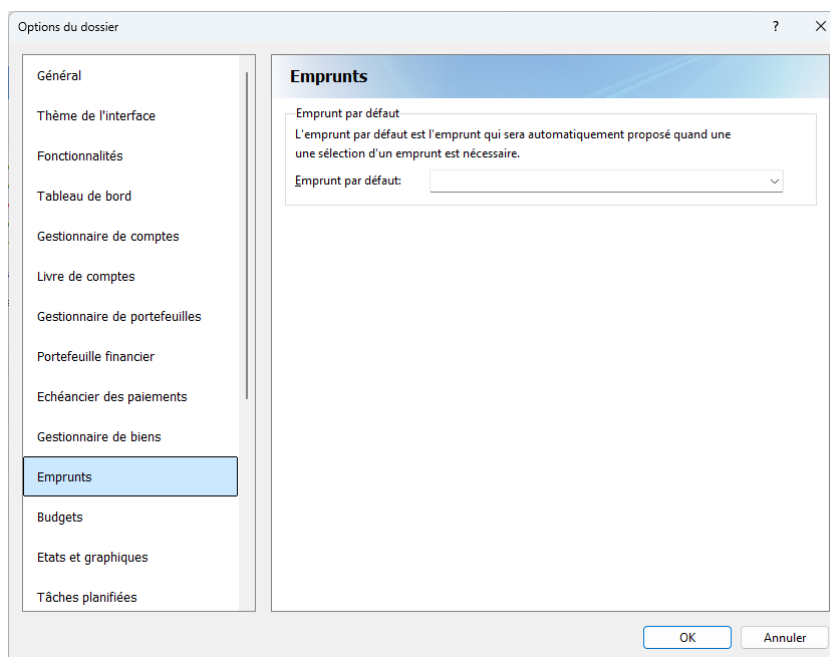 Options du dossier
?
Général
Thème de l'interface
Fonctionnalités
Tableau de bord
Gestionnaire de comptes
Livre de comptes
Gestionnaire de portefeuilles
Portefeuille financier
Echéancier des paiements
Gestionnaire de biens
Emprunts
Budgets
Etats et graphiques
Tâches planifiées
Emprunts
Emprunt par défaut
L'emprunt par défaut est l'emprunt qui sera automatiquement proposé quand une
une sélection d'un emprunt est nécessaire.
Emprunt par défaut:
OK
Annuler